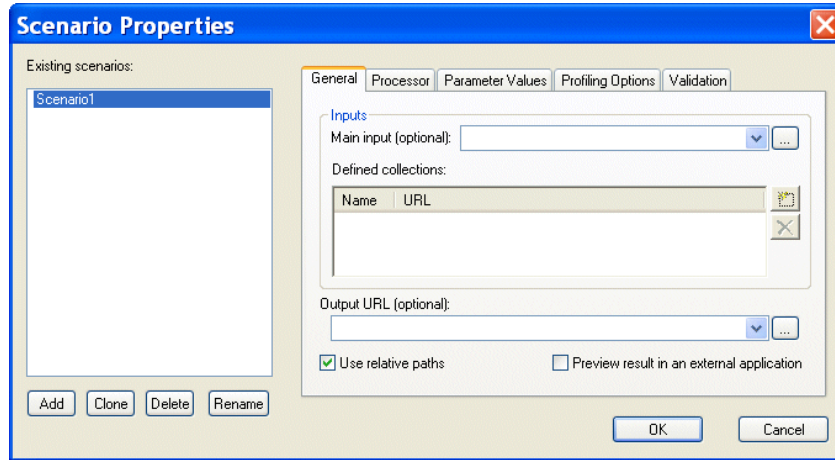 Scenario Properties
Existing scenarios:
Scenario1
Add Clone Delete Rename
General Processor Parameter Values Profiling Options Validation
Inputs
Main input (optional):
...
Defined collections:
Name URL
Output URL (optional):
...
Use relative paths
Preview result in an external application
OK Cancel